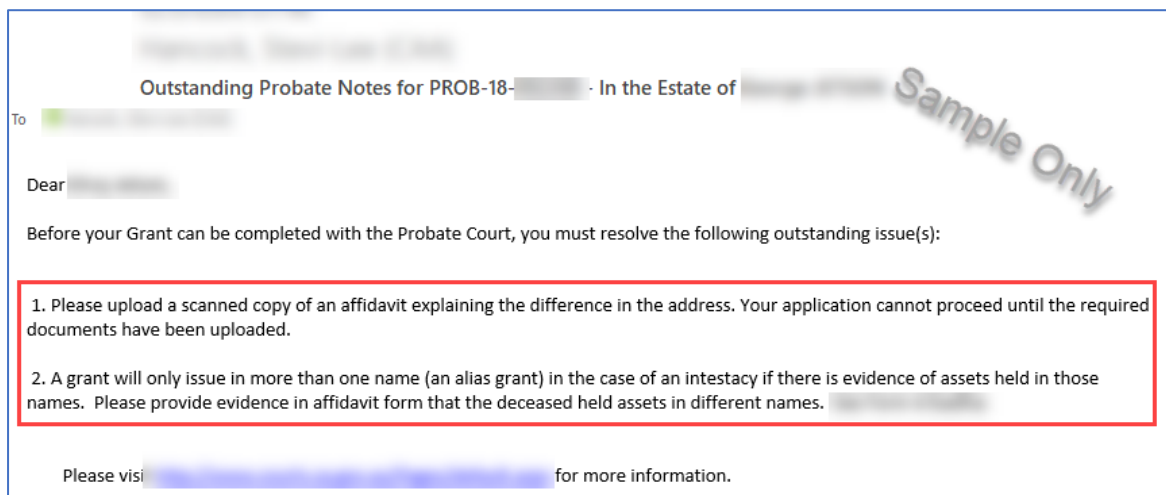 Outstanding Probate Notes for PROB-18- - In the Estate of
Sample Only
To
Dear
Before your Grant can be completed with the Probate Court, you must resolve the following outstanding issue(s):
1. Please upload a scanned copy of an affidavit explaining the difference in the address. Your application cannot proceed until the required
documents have been uploaded.
2. A grant will only issue in more than one name (an alias grant) in the case of an intestacy if there is evidence of assets held in those
names.  Please provide evidence in affidavit form that the deceased held assets in different names.
Please visi for more information.